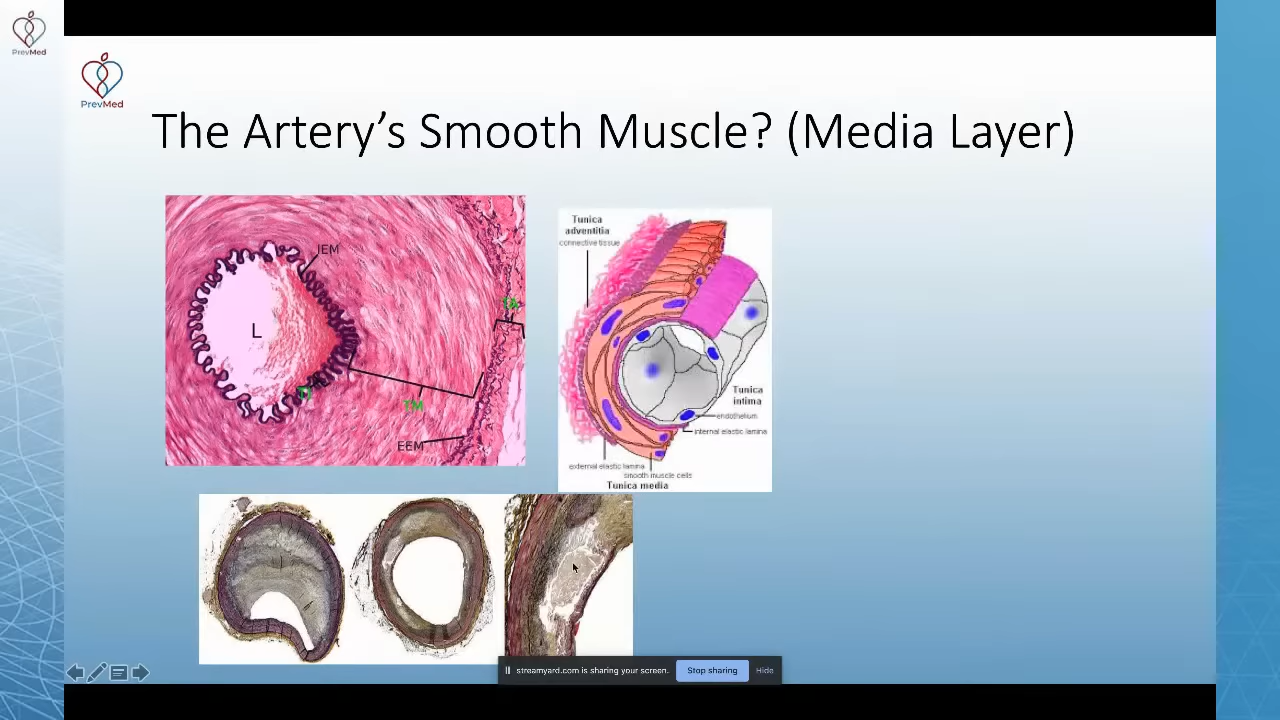 PrevMed
PrevMed
The Artery's Smooth Muscle? (Media Layer)
IEM
L
TA
TI
TM
EEM
Tunica
adventitia
connective tissue
Tunica
intima
endothelium
internal elastic lamina
external elastic lamina
smooth muscle cells
Tunica media
streamyard.com is sharing your screen.
Stop sharing
Hide